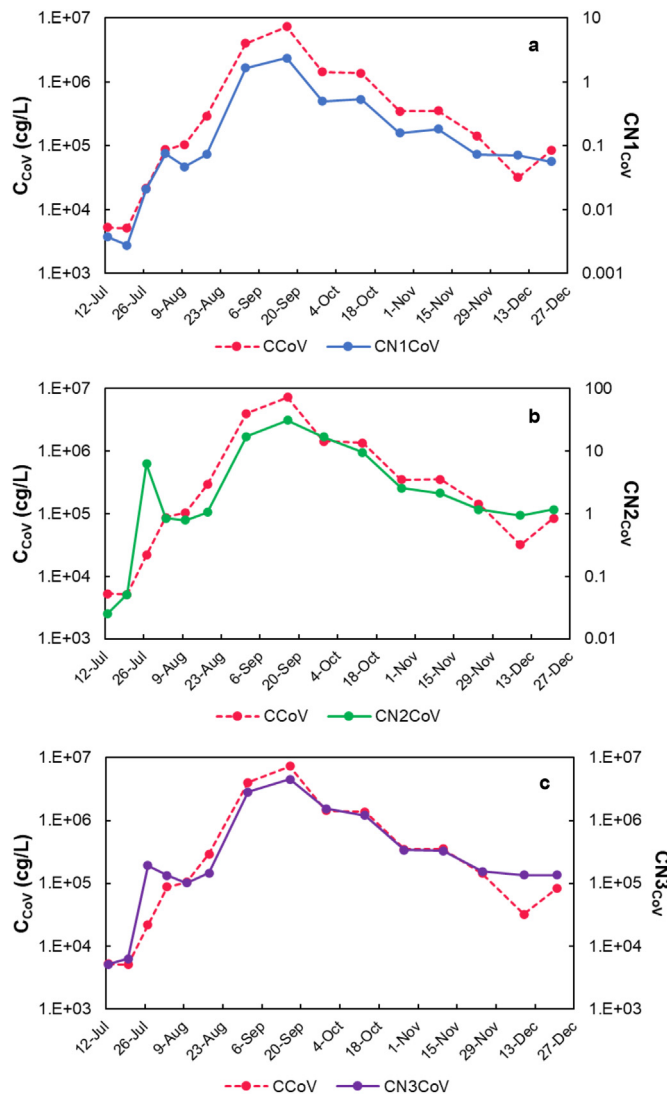 a
C_CoV (cg/L)
1.E+07
1.E+06
1.E+05
1.E+04
1.E+03
10
1
0.1
0.01
0.001
CN1_CoV
12-Jul 26-Jul 9-Aug 23-Aug 6-Sep 20-Sep 4-Oct 18-Oct 1-Nov 15-Nov 29-Nov 13-Dec 27-Dec
CCoV CN1CoV
b
C_CoV (cg/L)
1.E+07
1.E+06
1.E+05
1.E+04
1.E+03
100
10
1
0.1
0.01
CN2_CoV
12-Jul 26-Jul 9-Aug 23-Aug 6-Sep 20-Sep 4-Oct 18-Oct 1-Nov 15-Nov 29-Nov 13-Dec 27-Dec
CCoV CN2CoV
c
C_CoV (cg/L)
1.E+07
1.E+06
1.E+05
1.E+04
1.E+03
1.E+07
1.E+06
1.E+05
1.E+04
1.E+03
CN3_CoV
12-Jul 26-Jul 9-Aug 23-Aug 6-Sep 20-Sep 4-Oct 18-Oct 1-Nov 15-Nov 29-Nov 13-Dec 27-Dec
CCoV CN3CoV